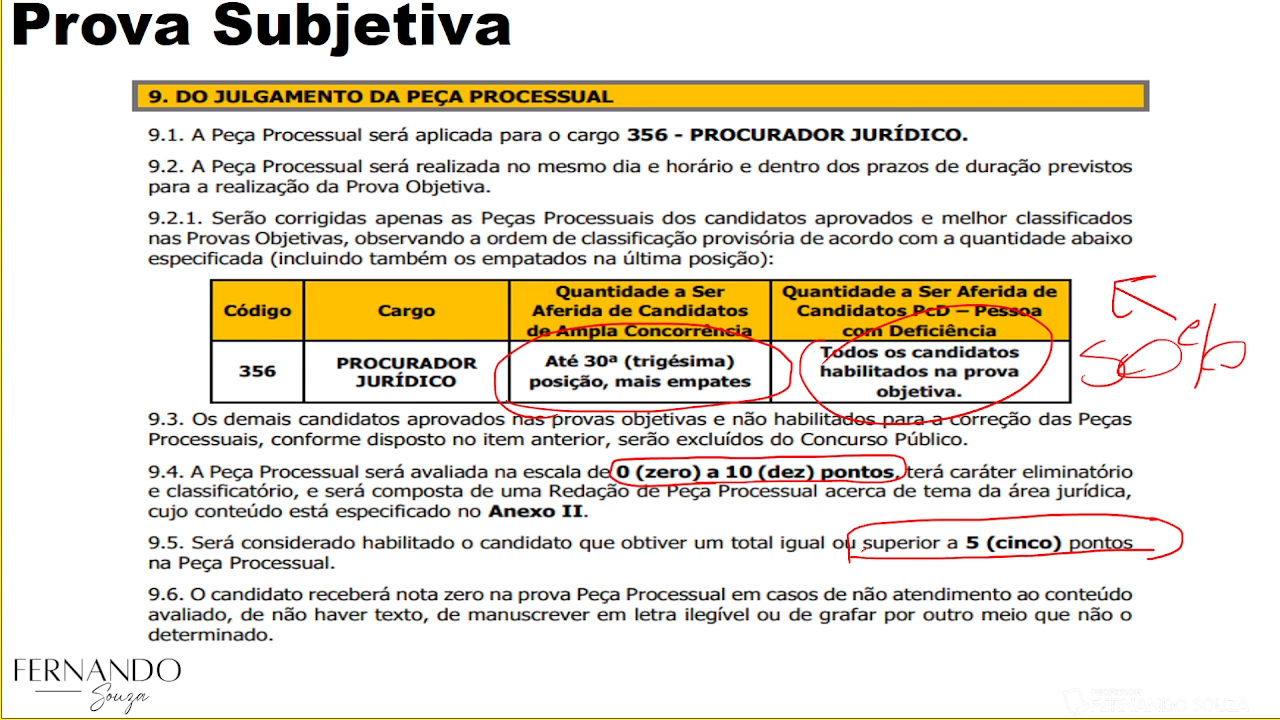 Prova Subjetiva
9. DO JULGAMENTO DA PEÇA PROCESSUAL
9.1. A Peça Processual será aplicada para o cargo 356 - PROCURADOR JURÍDICO.
9.2. A Peça Processual será realizada no mesmo dia e horário e dentro dos prazos de duração previstos
para a realização da Prova Objetiva.
9.2.1. Serão corrigidas apenas as Peças Processuais dos candidatos aprovados e melhor classificados
nas Provas Objetivas, observando a ordem de classificação provisória de acordo com a quantidade abaixo
especificada (incluindo também os empatados na última posição):
Código
Cargo
Quantidade a Ser
Aferida de Candidatos
de Ampla Concorrência
Quantidade a Ser Aferida de
Candidatos PcD – Pessoa
com Deficiência
356
PROCURADOR
JURÍDICO
Até 30ª (trigésima)
posição, mais empates
Todos os candidatos
habilitados na prova
objetiva.
50%
9.3. Os demais candidatos aprovados nas provas objetivas e não habilitados para a correção das Peças
Processuais, conforme disposto no item anterior, serão excluídos do Concurso Público.
9.4. A Peça Processual será avaliada na escala de 0 (zero) a 10 (dez) pontos, terá caráter eliminatório
e classificatório, e será composta de uma Redação de Peça Processual acerca de tema da área jurídica,
cujo conteúdo está especificado no Anexo II.
9.5. Será considerado habilitado o candidato que obtiver um total igual ou superior a 5 (cinco) pontos
na Peça Processual.
9.6. O candidato receberá nota zero na prova Peça Processual em casos de não atendimento ao conteúdo
avaliado, de não haver texto, de manuscrever em letra ilegível ou de grafar por outro meio que não o
determinado.
FERNANDO
Souza
PROFESSOR
FERNANDO SOUZA